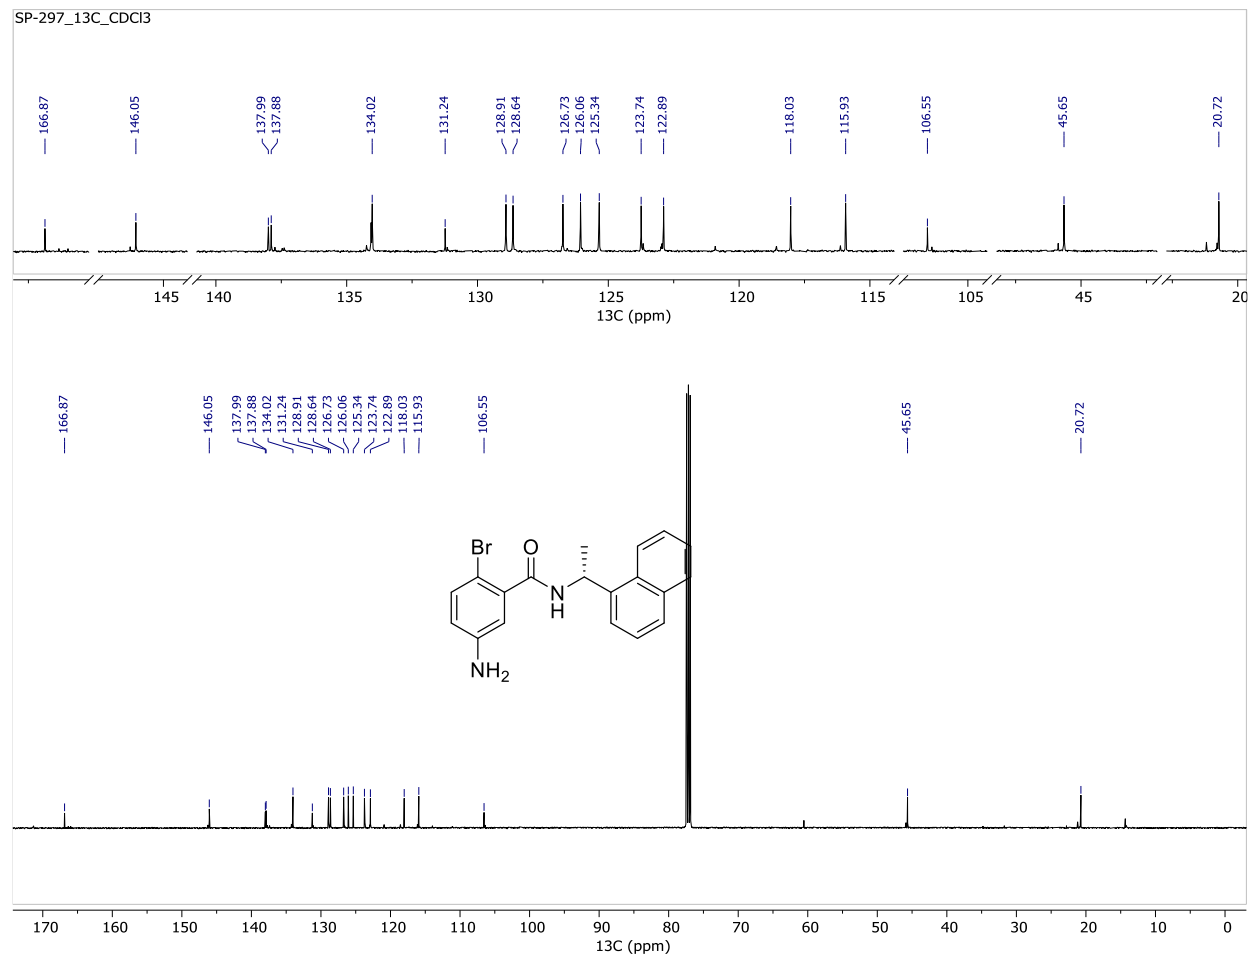 SP-297_13C_CDCl3
166.87 146.05 137.99 137.88 134.02 131.24 128.91 128.64 126.73 126.06 125.34 123.74 122.89 118.03 115.93 106.55 45.65 20.72
145 140 135 130 125 120 115 105 45 20
13C (ppm)
166.87 146.05 137.99 137.88 134.02 131.24 128.91 128.64 126.73 126.06 125.34 123.74 122.89 118.03 115.93 106.55 45.65 20.72
Br O
N
H
NH2
170 160 150 140 130 120 110 100 90 80 70 60 50 40 30 20 10 0
13C (ppm)